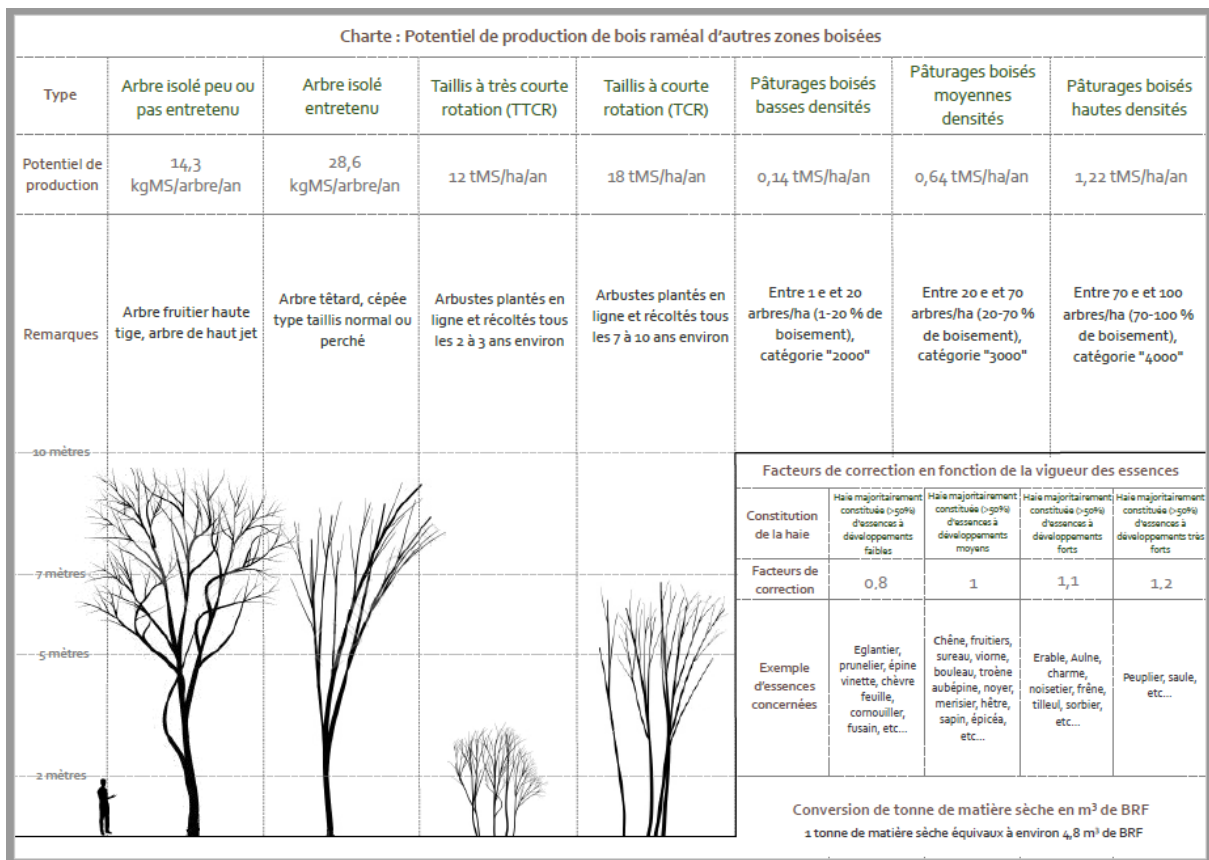 Charte : Potentiel de production de bois raméal d'autres zones boisées
Type
Arbre isolé peu ou
pas entretenu
Arbre isolé
entretenu
Taillis à très courte
rotation (TTCR)
Taillis à courte
rotation (TCR)
Pâturages boisés
basses densités
Pâturages boisés
moyennes
densités
Pâturages boisés
hautes densités
Potentiel de
production
14,3
kgMS/arbre/an
28,6
kgMS/arbre/an
12 tMS/ha/an
18 tMS/ha/an
0,14 tMS/ha/an
0,64 tMS/ha/an
1,22 tMS/ha/an
Remarques
Arbre fruitier haute
tige, arbre de haut jet
Arbre têtard, cépée
type taillis normal ou
perché
Arbustes plantés en
ligne et récoltés tous
les 2 à 3 ans environ
Arbustes plantés en
ligne et récoltés tous
les 7 à 10 ans environ
Entre 1 e et 20
arbres/ha (1-20 % de
boisement),
catégorie "2000"
Entre 20 e et 70
arbres/ha (20-70 %
de boisement),
catégorie "3000"
Entre 70 e et 100
arbres/ha (70-100 %
de boisement),
catégorie "4000"
10 mètres
7 mètres
5 mètres
2 mètres
Facteurs de correction en fonction de la vigueur des essences
Constitution
de la haie
Haie majoritairement
constituée (>50%)
d'essences à
développements
faibles
Haie majoritairement
constituée (>50%)
d'essences à
développements
moyens
Haie majoritairement
constituée (>50%)
d'essences à
développements
forts
Haie majoritairement
constituée (>50%)
d'essences à
développements très
forts
Facteurs de
correction
0,8
1
1,1
1,2
Exemple
d'essences
concernées
Eglantier,
prunelier, épine
vinette, chèvre
feuille,
cornouiller,
fusain, etc...
Chêne, fruitiers,
sureau, viorne,
bouleau, troène
aubépine, noyer,
merisier, hêtre,
sapin, épicéa,
etc...
Erable, Aulne,
charme,
noisetier, frêne,
tilleul, sorbier,
etc...
Peuplier, saule,
etc...
Conversion de tonne de matière sèche en m³ de BRF
1 tonne de matière sèche équivaux à environ 4,8 m³ de BRF